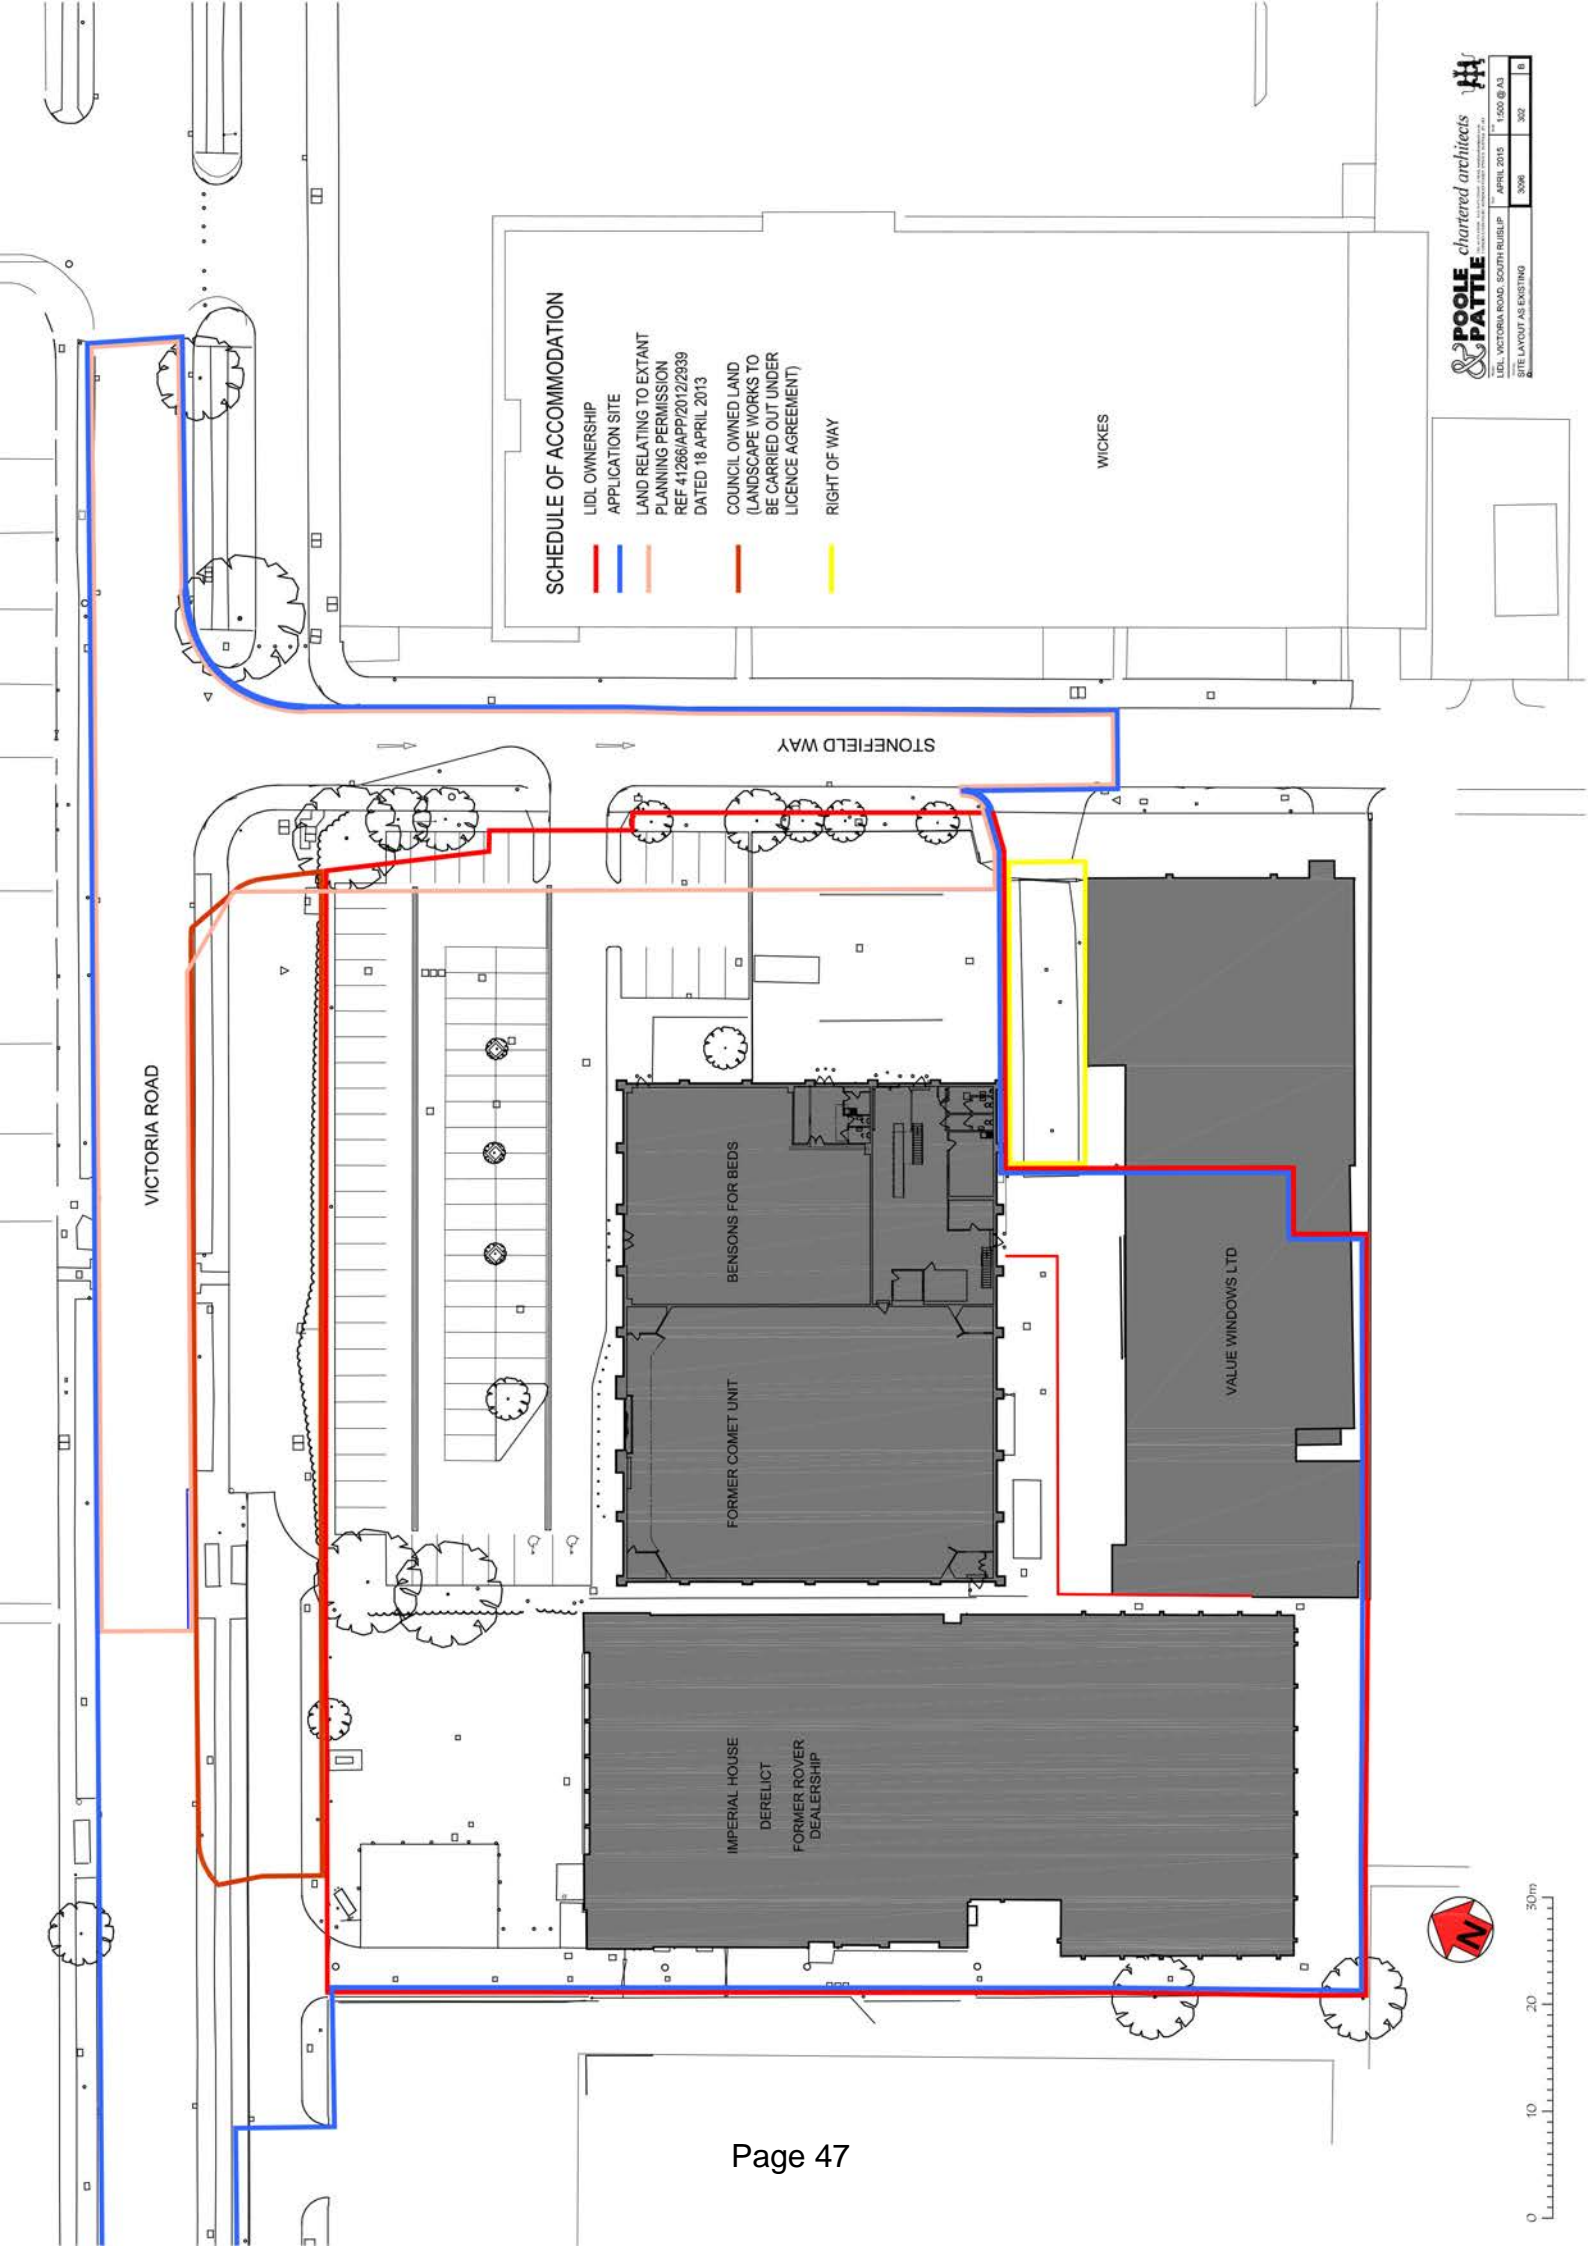 VICTORIA ROAD
STONEFIELD WAY
SCHEDULE OF ACCOMMODATION
LIDL OWNERSHIP
APPLICATION SITE
LAND RELATING TO EXTANT
PLANNING PERMISSION
REF 41266/APP/2012/2939
DATED 18 APRIL 2013
COUNCIL OWNED LAND
(LANDSCAPE WORKS TO
BE CARRIED OUT UNDER
LICENCE AGREEMENT)
RIGHT OF WAY
WICKES
BENSONS FOR BEDS
FORMER COMET UNIT
VALUE WINDOWS LTD
IMPERIAL HOUSE
DERELICT
FORMER ROVER
DEALERSHIP
&POOLE
PATTLE
chartered architects
LIDL, VICTORIA ROAD, SOUTH RUISLIP
APRIL 2015
1:500 @ A3
SITE LAYOUT AS EXISTING
3096
302
B
N
0 10 20 30m
Page 47